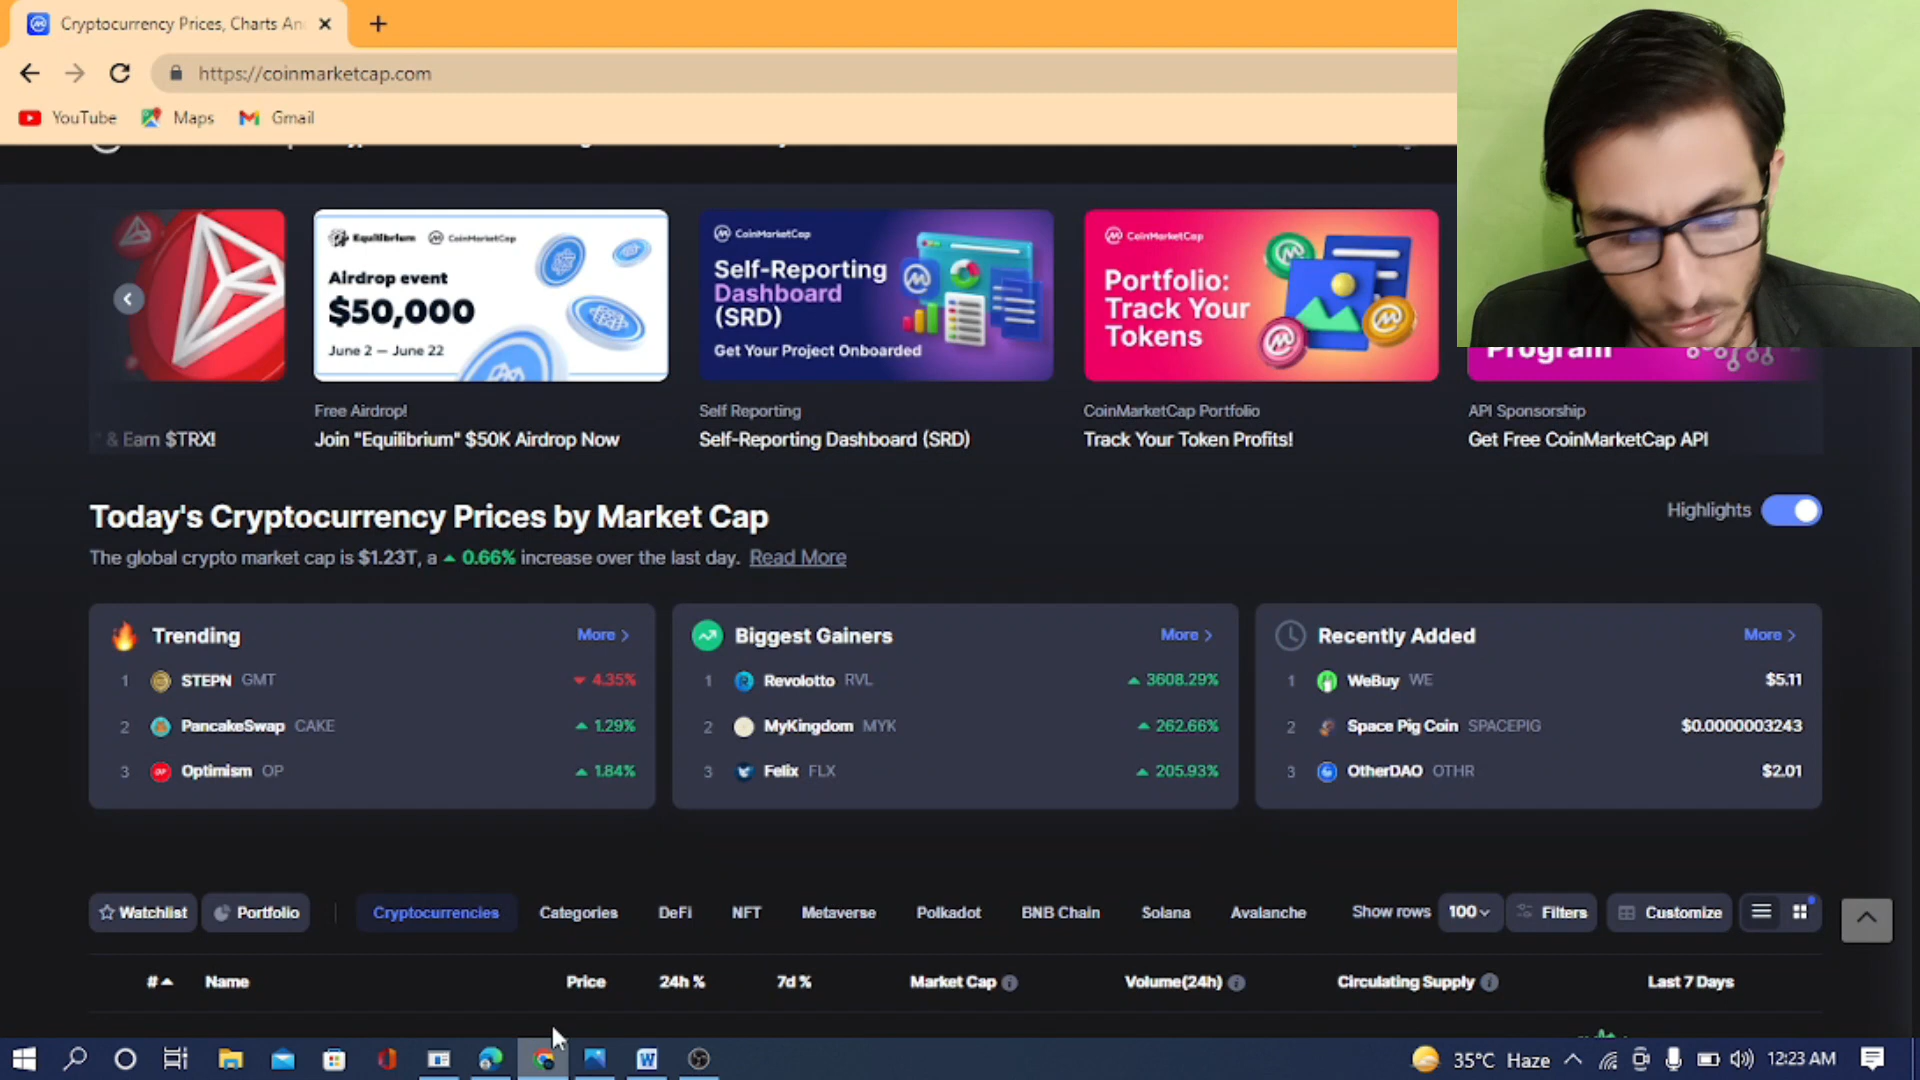 Cryptocurrency Prices, Charts An
https://coinmarketcap.com
YouTube Maps Gmail
Equilibrium CoinMarketCap
Airdrop event
$50,000
June 2 — June 22
CoinMarketCap
Self-Reporting
Dashboard
(SRD)
Get Your Project Onboarded
CoinMarketCap
Portfolio:
Track Your
Tokens
Program
Free Airdrop! Self Reporting CoinMarketCap Portfolio API Sponsorship
" & Earn $TRX! Join "Equilibrium" $50K Airdrop Now Self-Reporting Dashboard (SRD) Track Your Token Profits! Get Free CoinMarketCap API
Today's Cryptocurrency Prices by Market Cap
Highlights
The global crypto market cap is $1.23T, a 0.66% increase over the last day. Read More
Trending More >
1 STEPN GMT 4.35%
2 PancakeSwap CAKE 1.29%
3 Optimism OP 1.84%
Biggest Gainers More >
1 Revolotto RVL 3608.29%
2 MyKingdom MYK 262.66%
3 Felix FLX 205.93%
Recently Added More >
1 WeBuy WE $5.11
2 Space Pig Coin SPACEPIG $0.0000003243
3 OtherDAO OTHR $2.01
Watchlist Portfolio Cryptocurrencies Categories DeFi NFT Metaverse Polkadot BNB Chain Solana Avalanche Show rows 100 Filters Customize
# Name Price 24h % 7d % Market Cap Volume(24h) Circulating Supply Last 7 Days
35°C Haze 12:23 AM